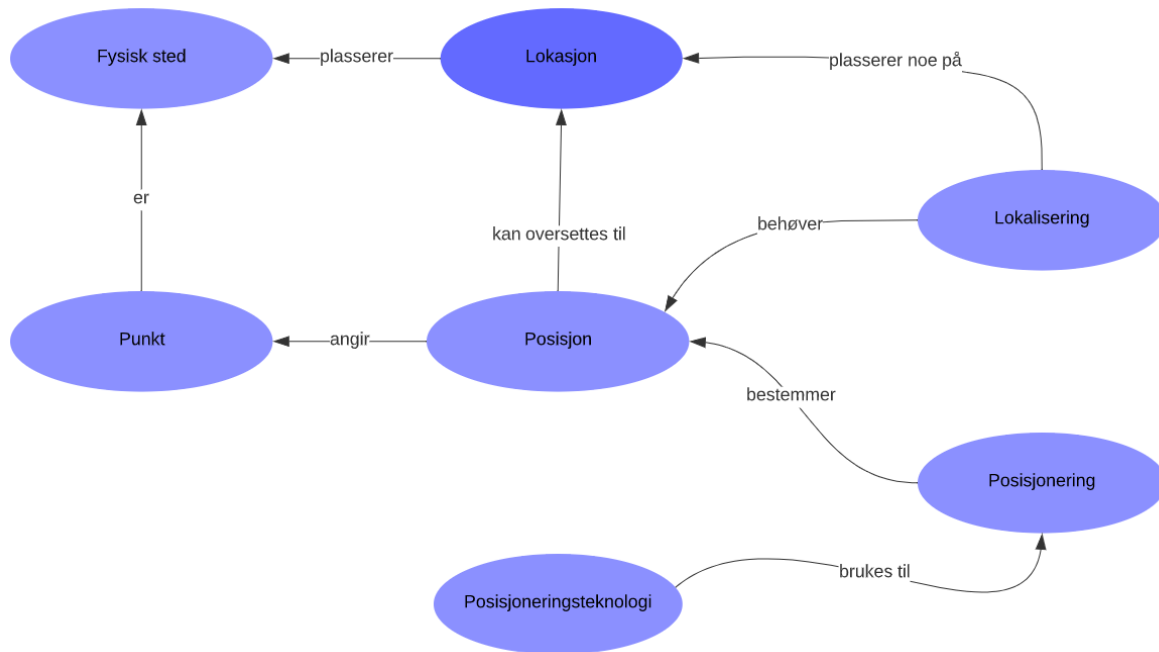 Fysisk sted
plasserer
Lokasjon
plasserer noe på
er
Lokalisering
behøver
kan oversettes til
Punkt
angir
Posisjon
bestemmer
Posisjonering
brukes til
Posisjoneringsteknologi